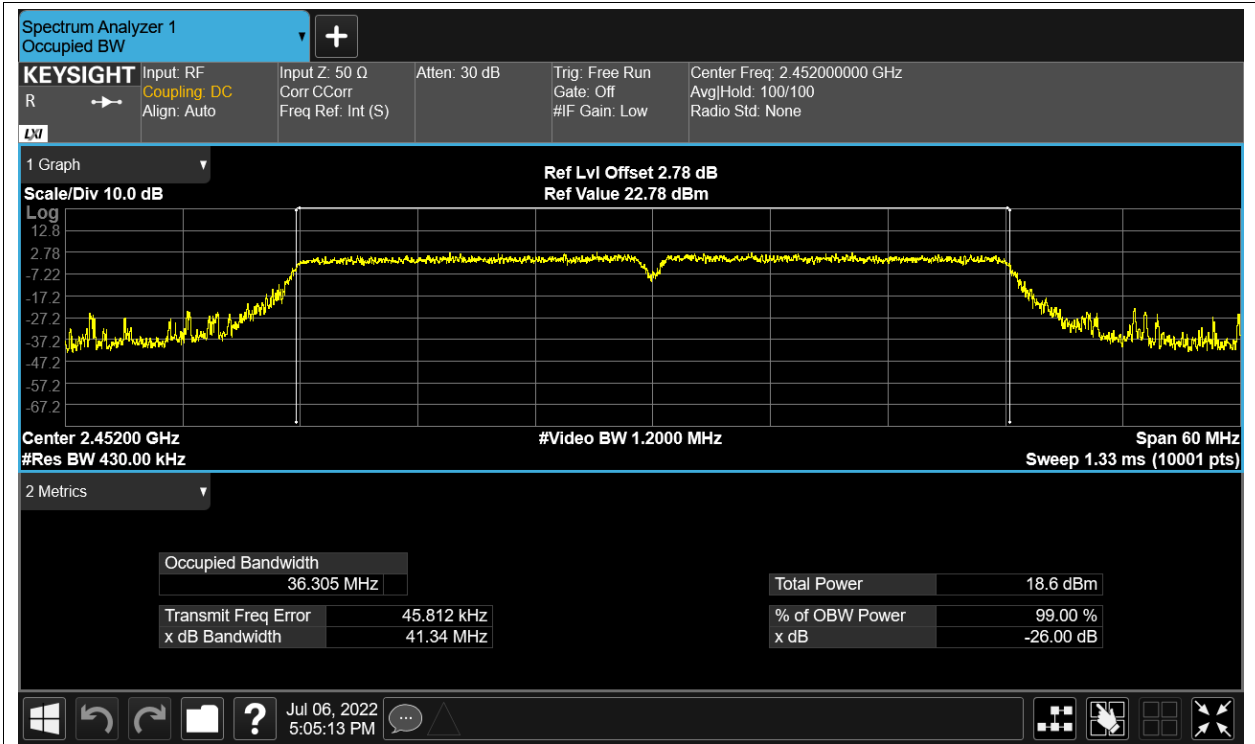 Spectrum Analyzer 1
Occupied BW
KEYSIGHT
R
LXI
Input: RF
Coupling: DC
Align: Auto
Input Z: 50 Ω
Corr CCorr
Freq Ref: Int (S)
Atten: 30 dB
Trig: Free Run
Gate: Off
#IF Gain: Low
Center Freq: 2.452000000 GHz
Avg|Hold: 100/100
Radio Std: None
1 Graph
Scale/Div 10.0 dB
Ref Lvl Offset 2.78 dB
Ref Value 22.78 dBm
Log
12.8
2.78
-7.22
-17.2
-27.2
-37.2
-47.2
-57.2
-67.2
Center 2.45200 GHz
#Video BW 1.2000 MHz
Span 60 MHz
#Res BW 430.00 kHz
Sweep 1.33 ms (10001 pts)
2 Metrics
Occupied Bandwidth
36.305 MHz
Transmit Freq Error 45.812 kHz
x dB Bandwidth 41.34 MHz
Total Power 18.6 dBm
% of OBW Power 99.00 %
x dB -26.00 dB
?
Jul 06, 2022
5:05:13 PM